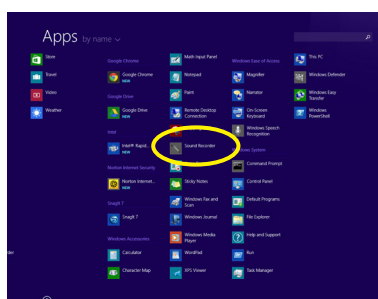 Apps by name
Store
Travel
Video
Weather
Google Chrome
Google Chrome
NEW
Google Drive
Google Drive
NEW
Intel
Intel® Rapid...
NEW
Norton Internet Security
Norton Internet...
NEW
SnagIt 7
SnagIt 7
Windows Accessories
Calculator
Character Map
Math Input Panel
Notepad
Paint
Remote Desktop
Connection
Sound Recorder
Sticky Notes
Windows Fax and
Scan
Windows Journal
Windows Media
Player
WordPad
XPS Viewer
Windows Ease of Access
Magnifier
Narrator
On-Screen
Keyboard
Windows Speech
Recognition
System
Command Prompt
Control Panel
Default Programs
File Explorer
Help and Support
Run
Task Manager
This PC
Windows Defender
Windows Easy
Transfer
Windows
PowerShell